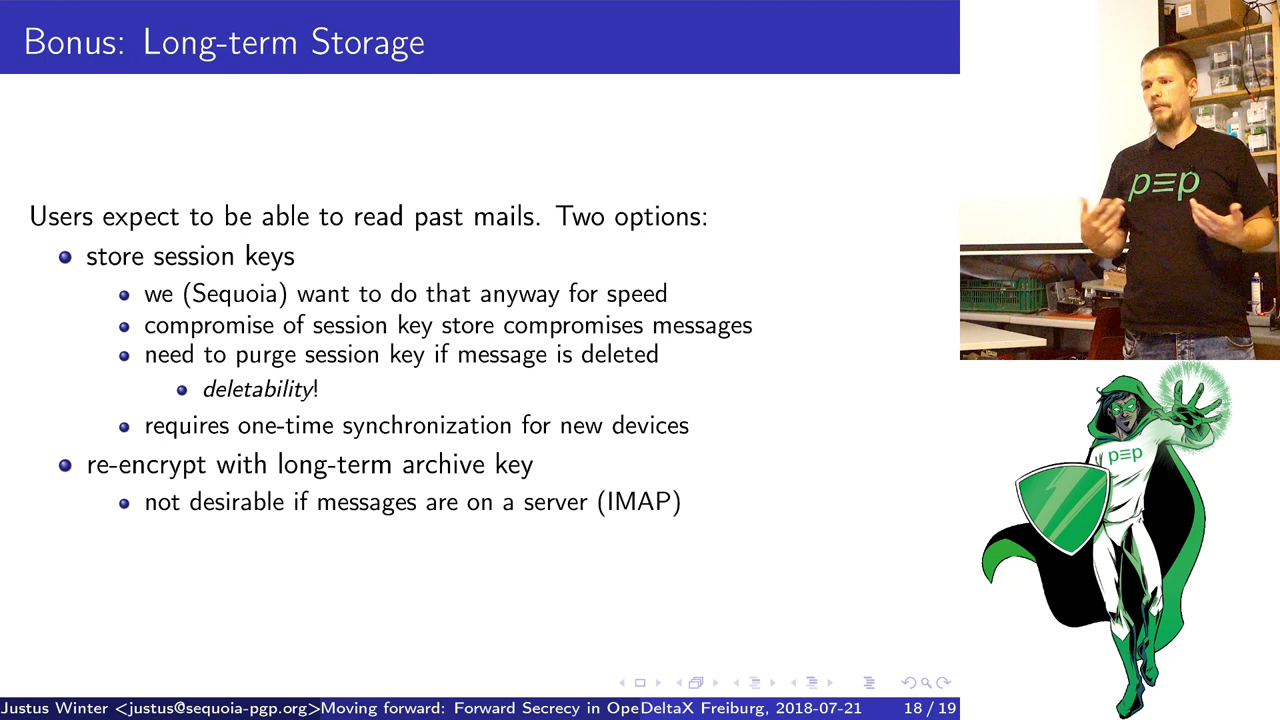 Bonus: Long-term Storage
Users expect to be able to read past mails. Two options:
store session keys
we (Sequoia) want to do that anyway for speed
compromise of session key store compromises messages
need to purge session key if message is deleted
deletability!
requires one-time synchronization for new devices
re-encrypt with long-term archive key
not desirable if messages are on a server (IMAP)
Justus Winter <justus@sequoia-pgp.org>
Moving forward: Forward Secrecy in Ope
DeltaX Freiburg, 2018-07-21
18 / 19
p≡p
p≡p